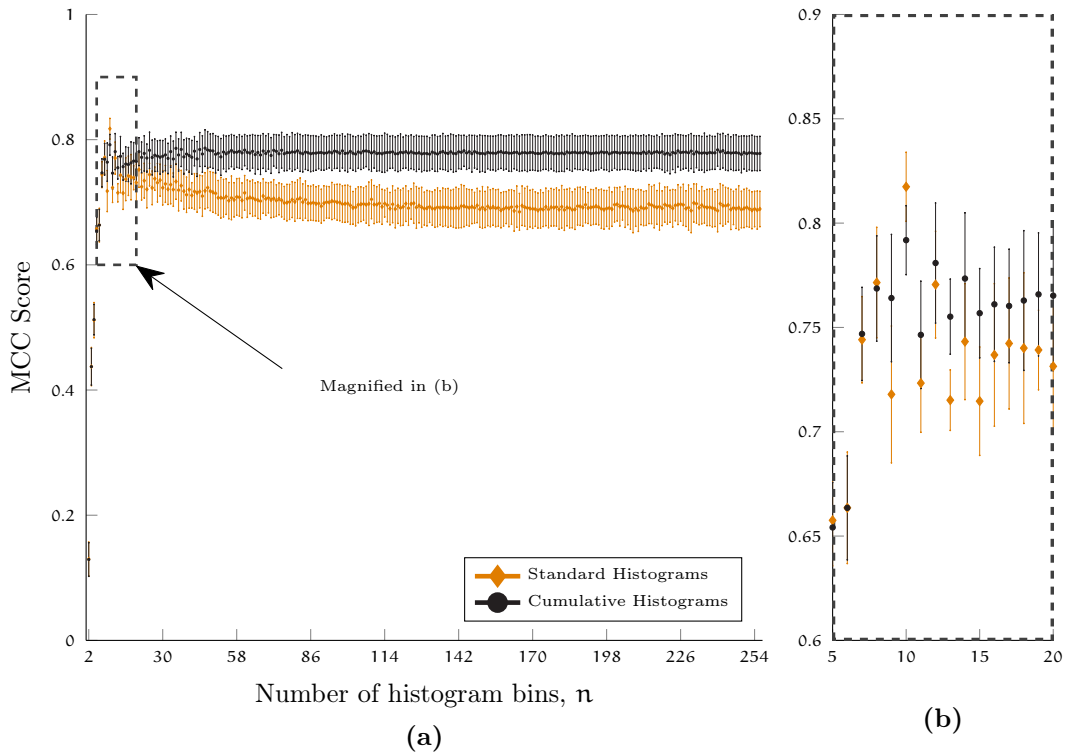 1
0.8
0.6
0.4
0.2
0
MCC Score
2 30 58 86 114 142 170 198 226 254
Number of histogram bins, n
(a)
Magnified in (b)
Standard Histograms
Cumulative Histograms
0.9
0.85
0.8
0.75
0.7
0.65
0.6
5 10 15 20
(b)